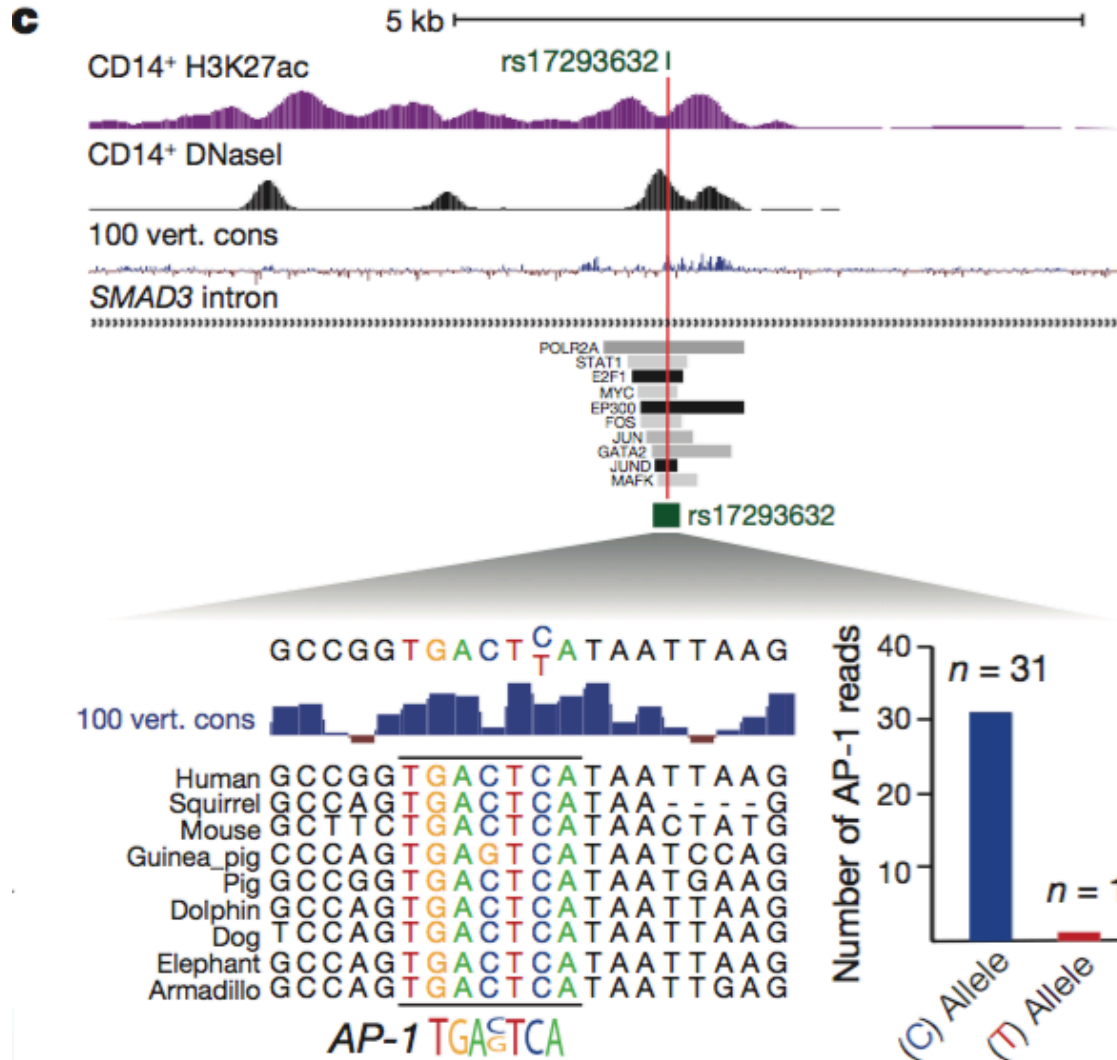 c
5 kb
rs17293632
CD14⁺ H3K27ac
CD14⁺ DNaseI
100 vert. cons
SMAD3 intron
POLR2A
STAT1
E2F1
MYC
EP300
FOS
JUN
GATA2
JUND
MAFK
rs17293632
GCCGGTGACTCATAATTAAG
T
100 vert. cons
Human GCCGGTGACTCATAATTAAG
Squirrel GCCAGTGACTCATAA----G
Mouse GCTTCTGACTCATAACTATG
Guinea_pig CCCAGTGAGTCATAATCCAG
Pig GCCGGTGACTCATAATGAAG
Dolphin GCCAGTGACTCATAATTAAG
Dog TCCAGTGACTCATAATTAAG
Elephant GCCAGTGACTCATAATTAAG
Armadillo GCCAGTGACTCATAATTGAG
AP-1 TGACTCA
G
Number of AP-1 reads
40
30
20
10
n = 31
n = 1
(C) Allele
(T) Allele